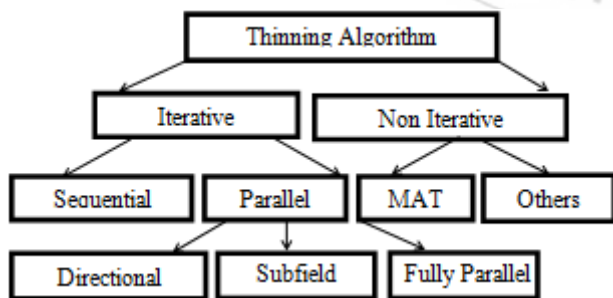 Thinning Algorithm
Iterative
Non Iterative
Sequential
Parallel
MAT
Others
Directional
Subfield
Fully Parallel